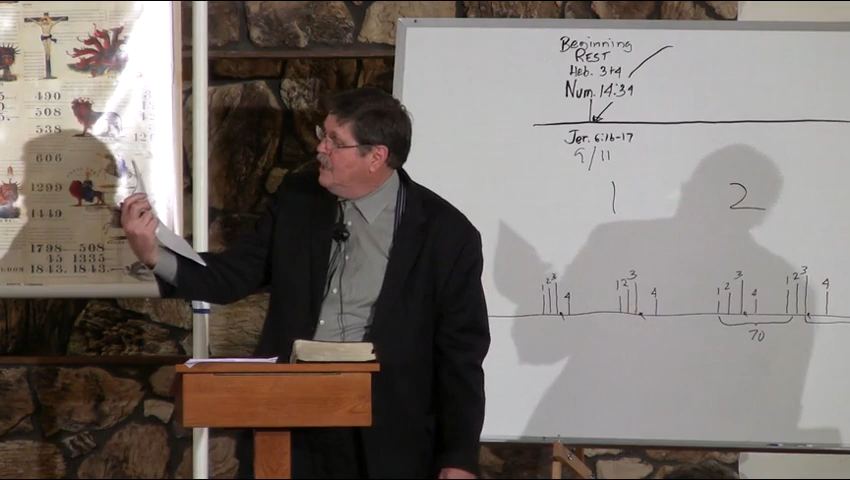 490
508
538
606
1299
1449
1798 508
45 1335
1843. 1843.
Beginning
REST
Heb. 3+4
Num. 14:34
Jer. 6:16-17
9/11
1 2
1 2 3 4 1 2 3 4 1 2 3 4 1 2 3 4
70